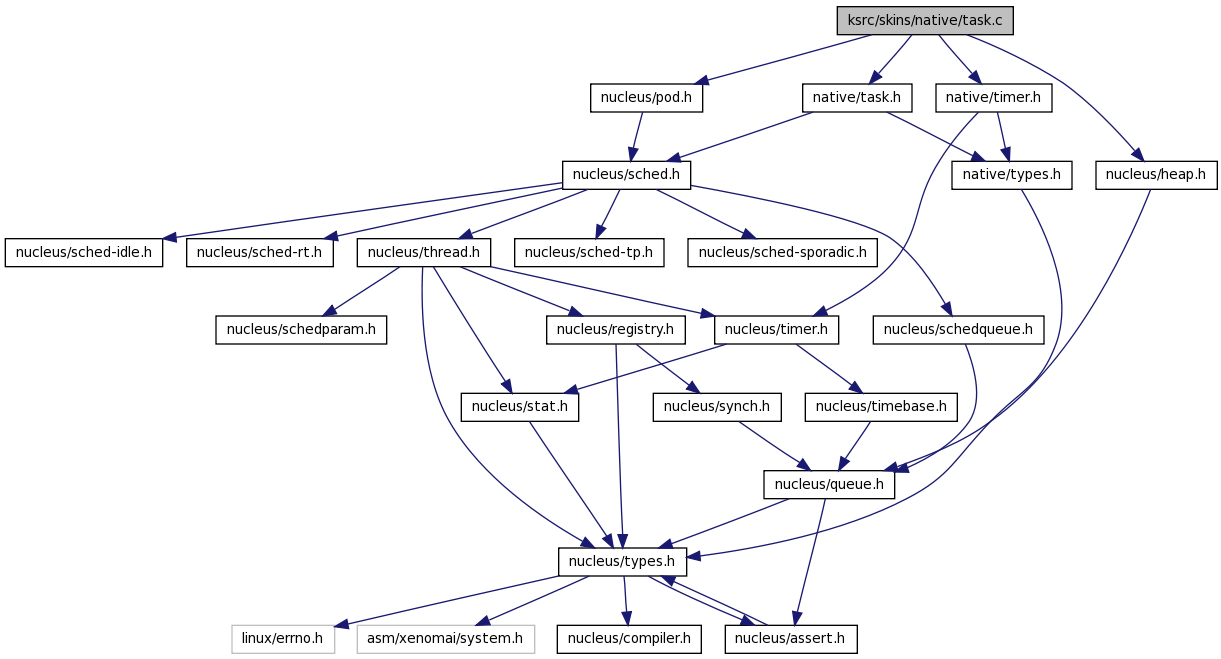 ksrc/skins/native/task.c
nucleus/pod.h
native/task.h
native/timer.h
nucleus/sched.h
native/types.h
nucleus/heap.h
nucleus/sched-idle.h
nucleus/sched-rt.h
nucleus/thread.h
nucleus/sched-tp.h
nucleus/sched-sporadic.h
nucleus/schedparam.h
nucleus/registry.h
nucleus/timer.h
nucleus/schedqueue.h
nucleus/stat.h
nucleus/synch.h
nucleus/timebase.h
nucleus/queue.h
nucleus/types.h
linux/errno.h
asm/xenomai/system.h
nucleus/compiler.h
nucleus/assert.h